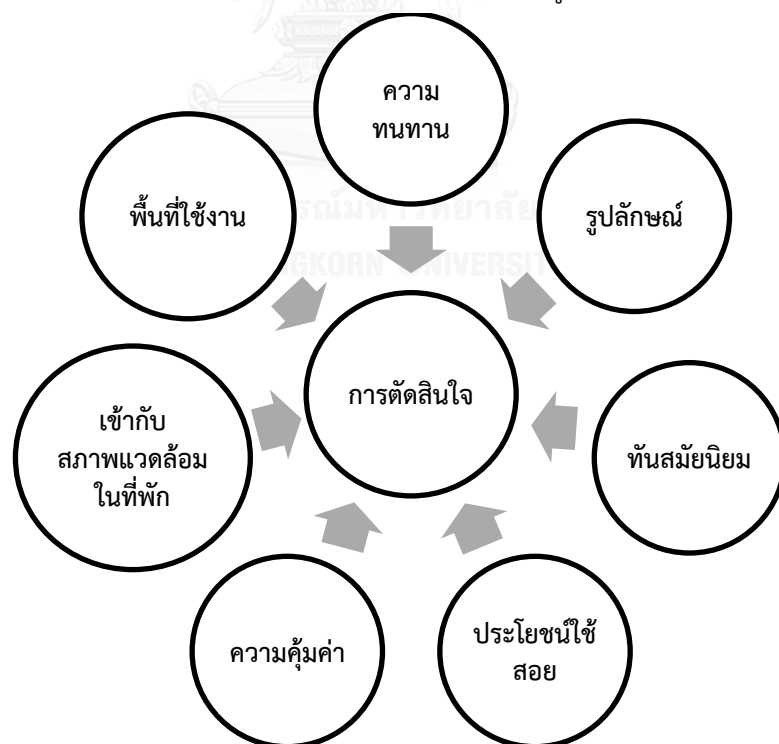 ความ
ทนทาน
พื้นที่ใช้งาน
รูปลักษณ์
การตัดสินใจ
เข้ากับ
สภาพแวดล้อม
ในที่พัก
ทันสมัยนิยม
ความคุ้มค่า
ประโยชน์ใช้
สอย